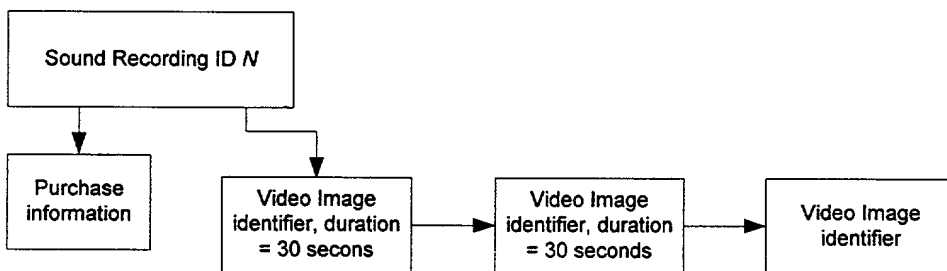 Sound Recording ID N
Purchase
information
Video Image
identifier, duration
= 30 secons
Video Image
identifier, duration
= 30 seconds
Video Image
identifier